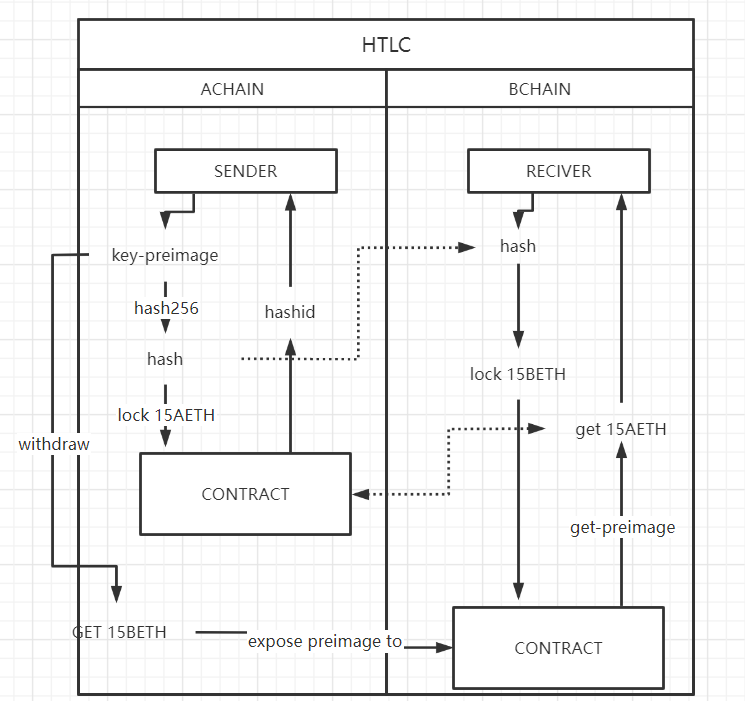 HTLC
ACHAIN
BCHAIN
SENDER
RECIVER
key-preimage
hash
hash256
hashid
hash
lock 15BETH
lock 15AETH
get 15AETH
withdraw
CONTRACT
get-preimage
GET 15BETH
expose preimage to
CONTRACT